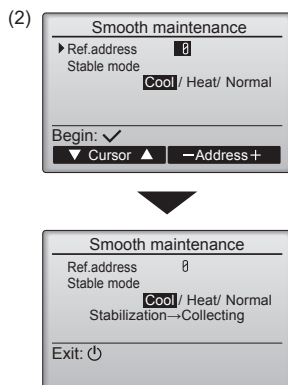 (2)
Smooth maintenance
Ref.address 0
Stable mode
Cool / Heat/ Normal
Begin: ✓
▼ Cursor ▲ −Address+
Smooth maintenance
Ref.address 0
Stable mode
Cool / Heat/ Normal
Stabilization→Collecting
Exit: